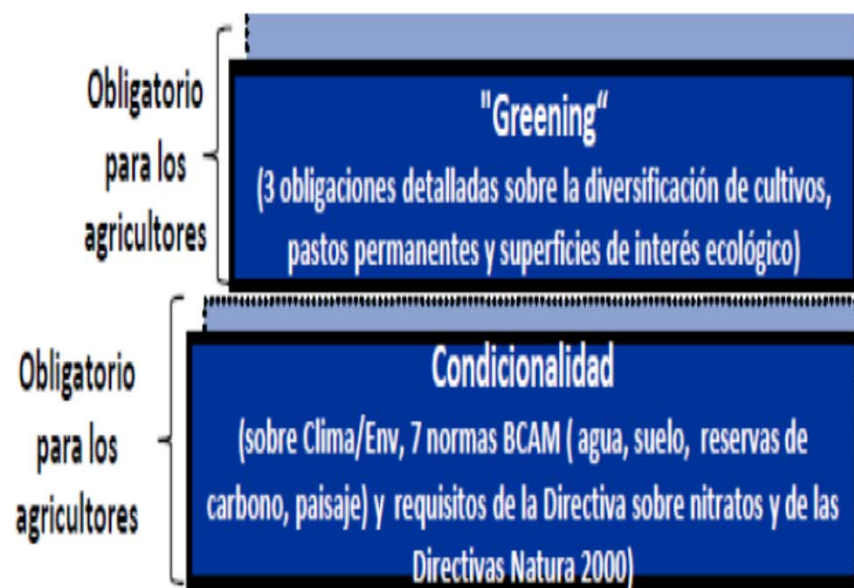 Obligatorio
para los
agricultores
"Greening“
(3 obligaciones detalladas sobre la diversificación de cultivos,
pastos permanentes y superficies de interés ecológico)
Obligatorio
para los
agricultores
Condicionalidad
(sobre Clima/Env, 7 normas BCAM ( agua, suelo, reservas de
carbono, paisaje) y requisitos de la Directiva sobre nitratos y de las
Directivas Natura 2000)